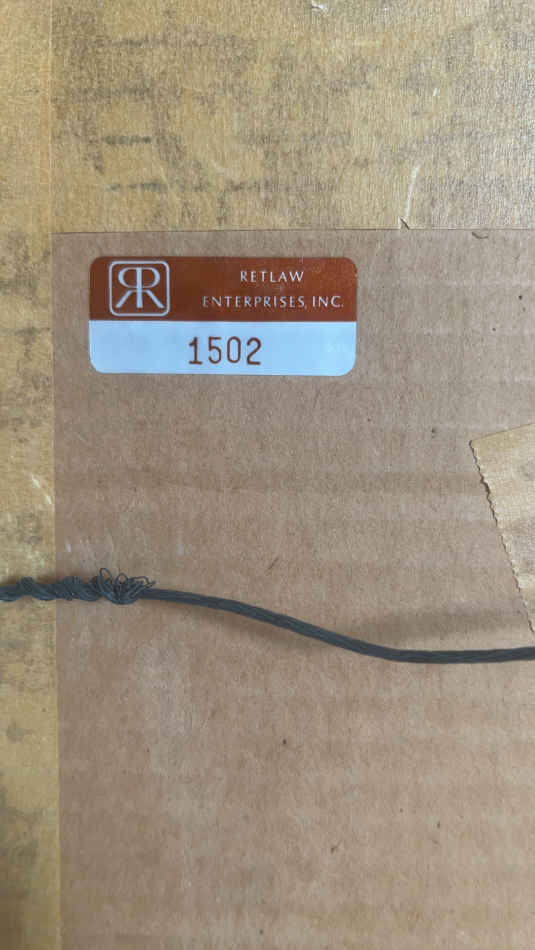 RETLAW
ENTERPRISES, INC.
1502